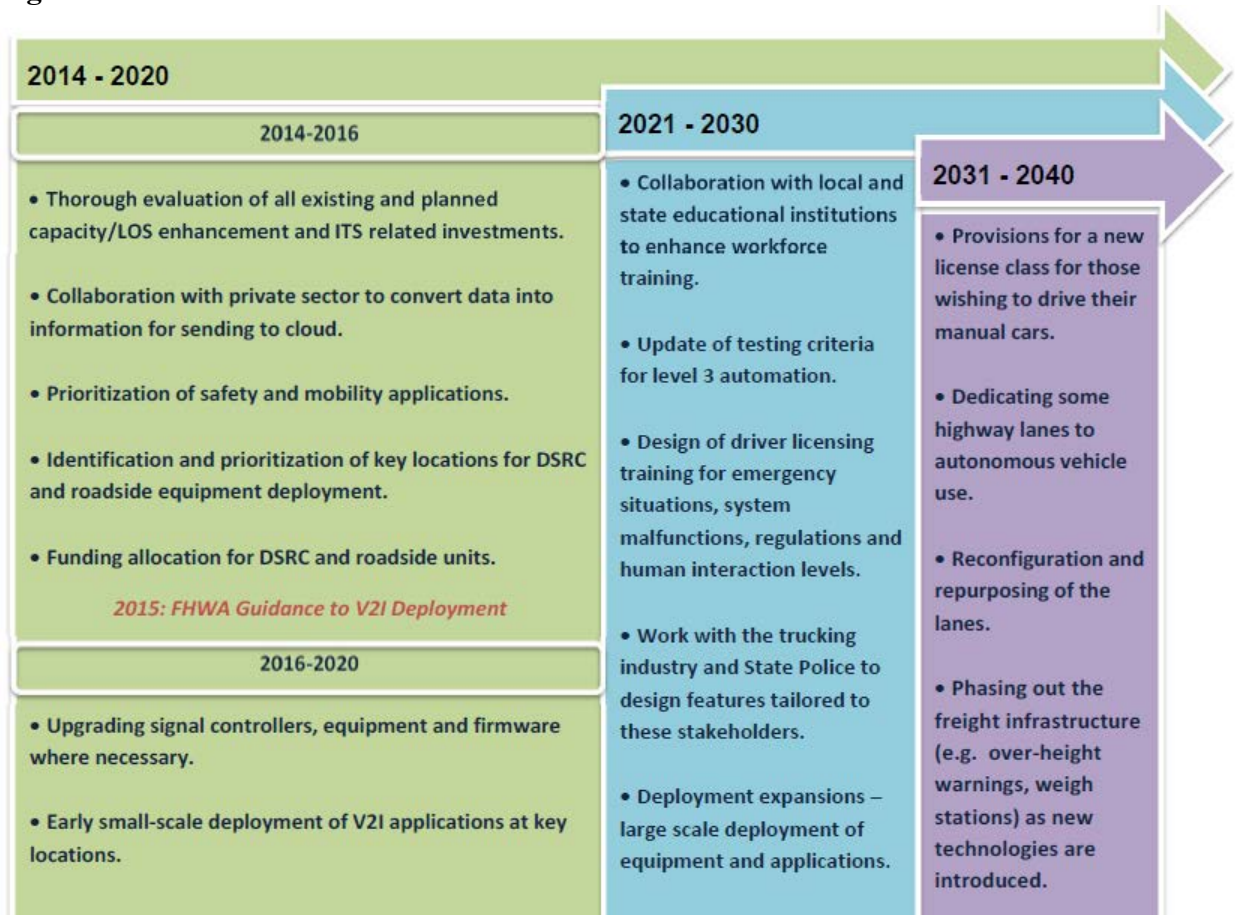 2014 - 2020
2014-2016
• Thorough evaluation of all existing and planned
capacity/LOS enhancement and ITS related investments.
• Collaboration with private sector to convert data into
information for sending to cloud.
• Prioritization of safety and mobility applications.
• Identification and prioritization of key locations for DSRC
and roadside equipment deployment.
• Funding allocation for DSRC and roadside units.
2015: FHWA Guidance to V2I Deployment
2016-2020
• Upgrading signal controllers, equipment and firmware
where necessary.
• Early small-scale deployment of V2I applications at key
locations.
2021 - 2030
• Collaboration with local and
state educational institutions
to enhance workforce
training.
• Update of testing criteria
for level 3 automation.
• Design of driver licensing
training for emergency
situations, system
malfunctions, regulations and
human interaction levels.
• Work with the trucking
industry and State Police to
design features tailored to
these stakeholders.
• Deployment expansions –
large scale deployment of
equipment and applications.
2031 - 2040
• Provisions for a new
license class for those
wishing to drive their
manual cars.
• Dedicating some
highway lanes to
autonomous vehicle
use.
• Reconfiguration and
repurposing of the
lanes.
• Phasing out the
freight infrastructure
(e.g. over-height
warnings, weigh
stations) as new
technologies are
introduced.